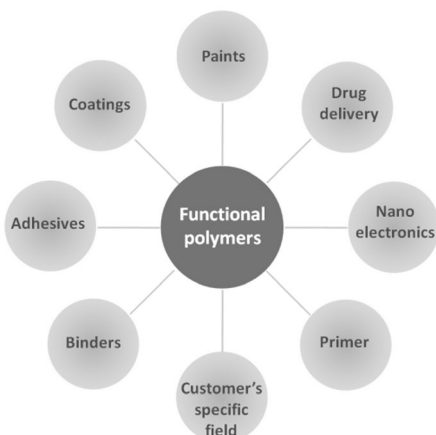 Paints
Drug
delivery
Nano
electronics
Primer
Customer's
specific
field
Binders
Adhesives
Coatings
Functional
polymers